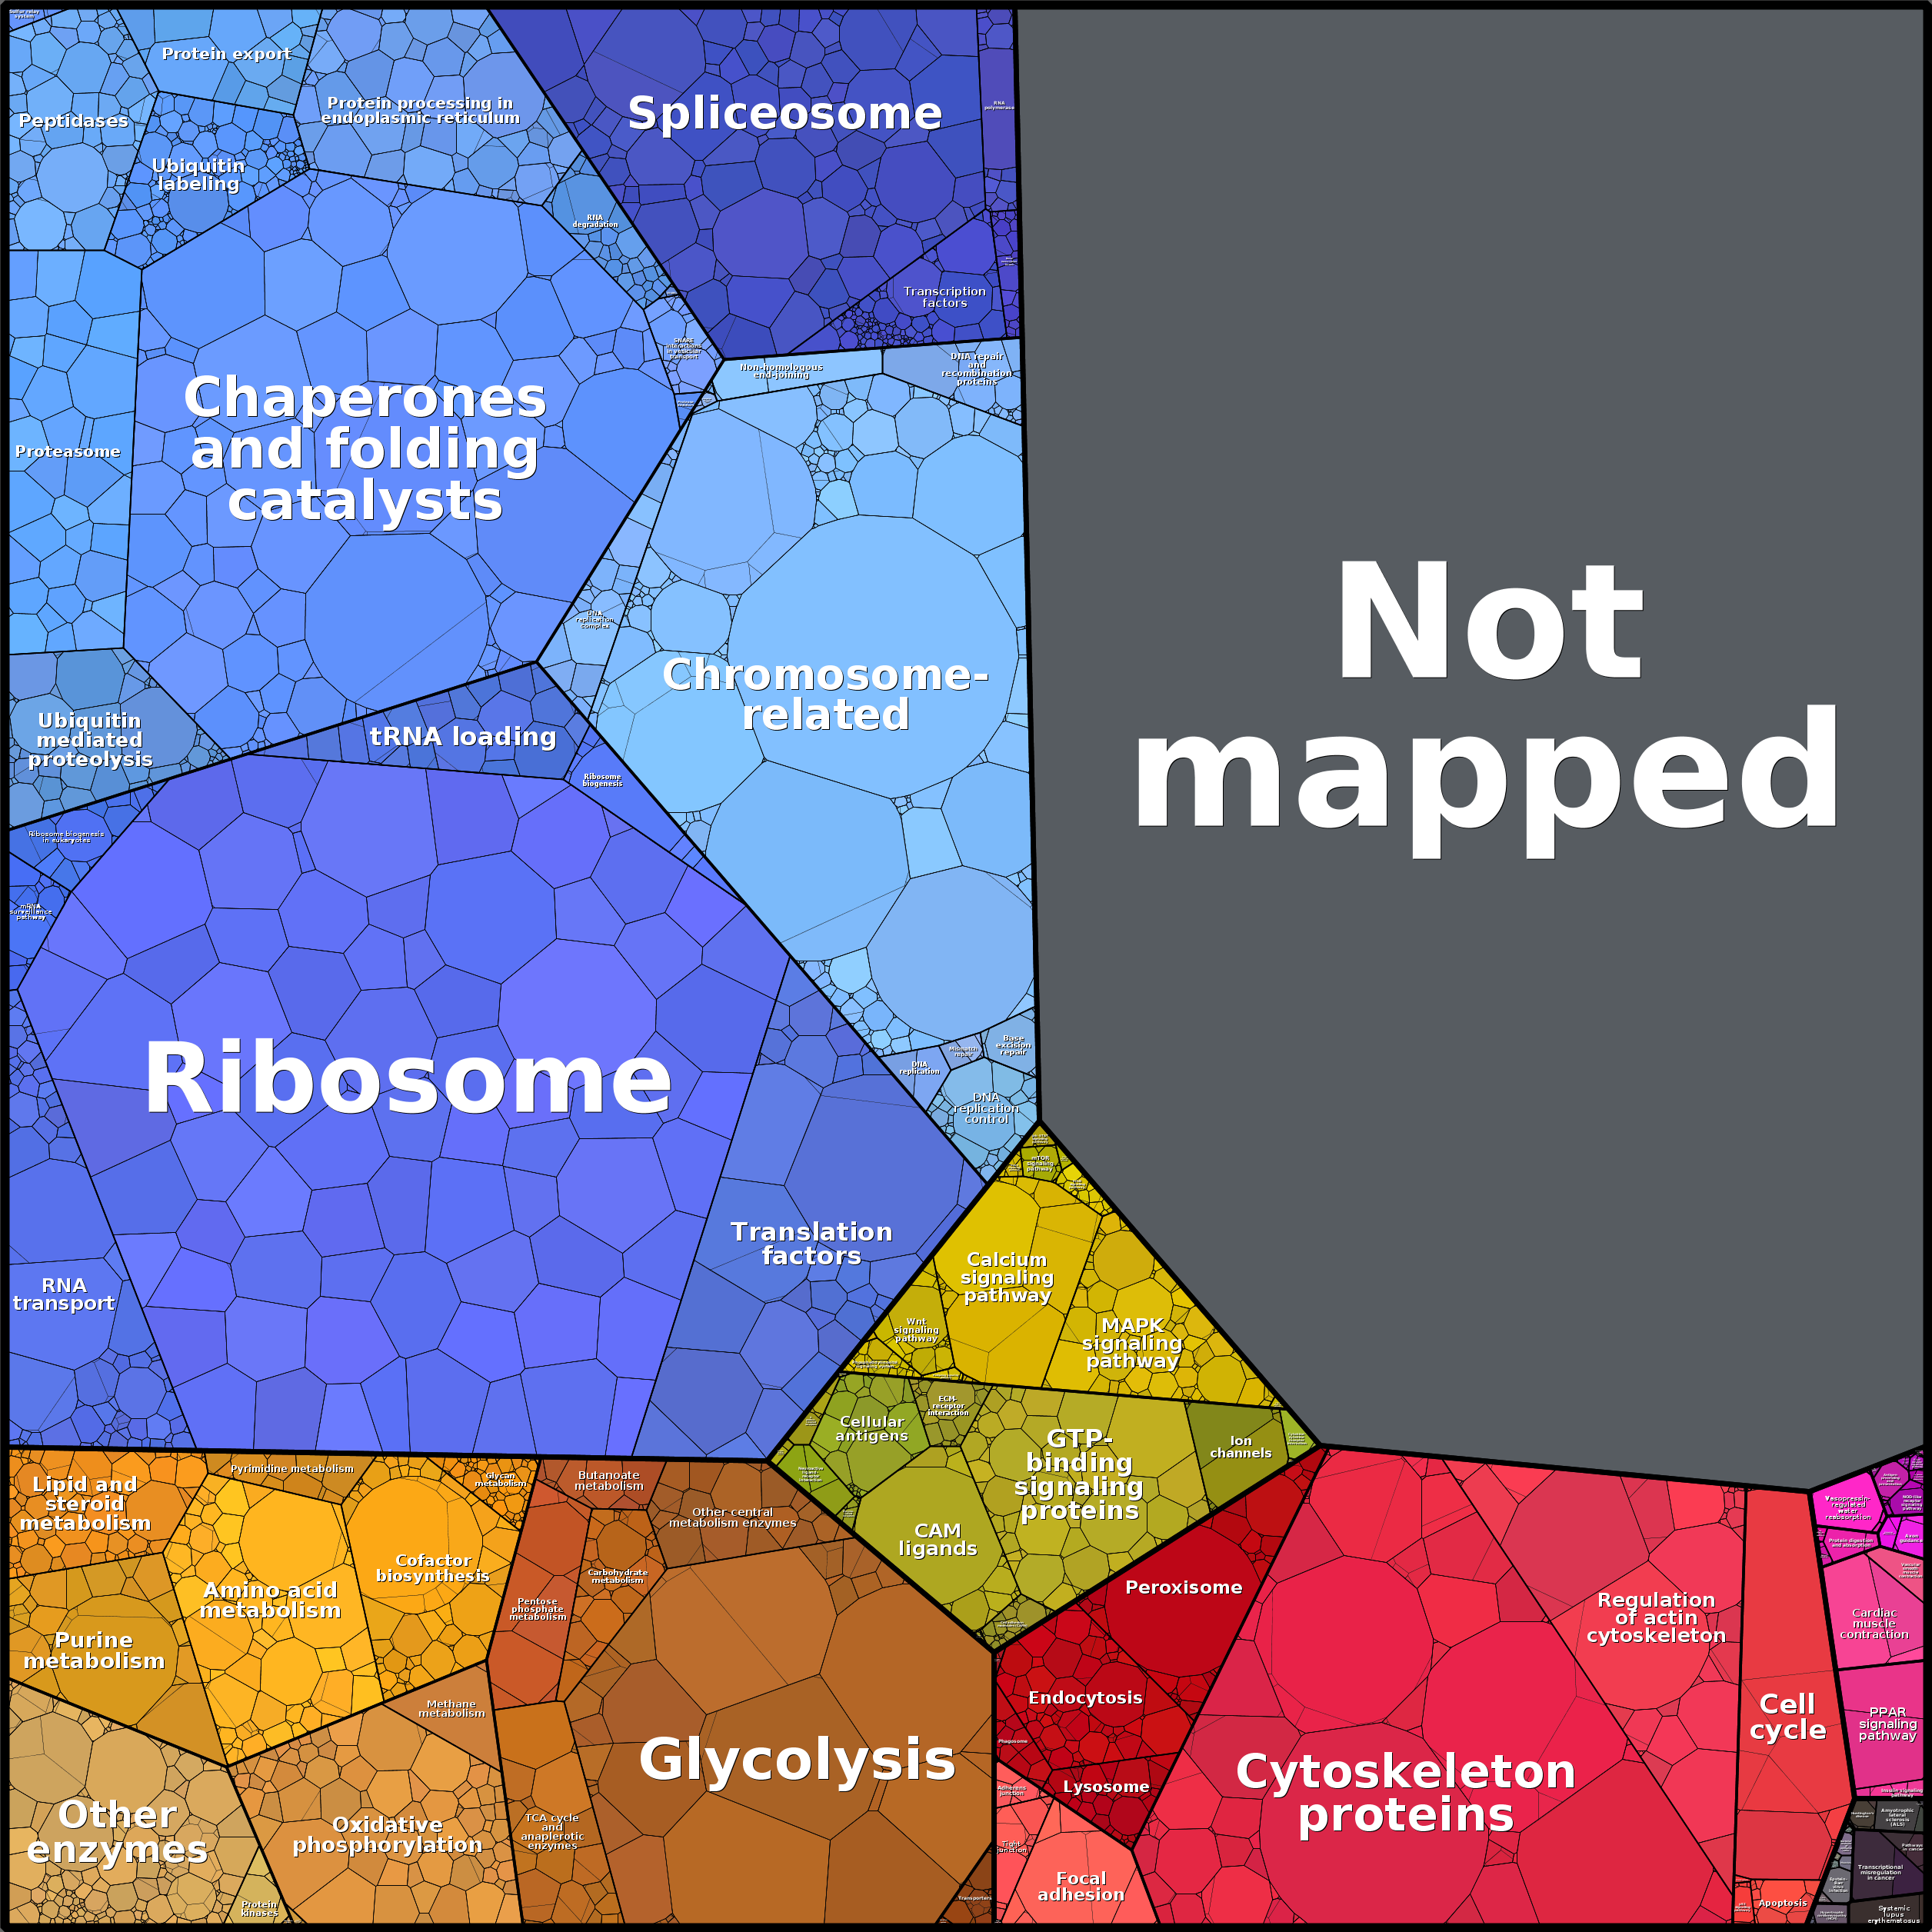 Protein export
Peptidases
Protein processing in
endoplasmic reticulum
Ubiquitin
labeling
Spliceosome
RNA
polymerase
RNA
degradation
Transcription
factors
SNARE
interactions
in vesicular
transport
Non-homologous
end-joining
DNA repair
and
recombination
proteins
Chaperones
and folding
catalysts
Proteasome
DNA
replication
complex
Chromosome-
related
Not
mapped
Ubiquitin
mediated
proteolysis
tRNA loading
Ribosome
biogenesis
Ribosome biogenesis
in eukaryotes
mRNA
surveillance
pathway
Ribosome
Base
excision
repair
Mismatch
repair
DNA
replication
DNA
replication
control
mTOR
signaling
pathway
Translation
factors
RNA
transport
Calcium
signaling
pathway
Wnt
signaling
pathway
MAPK
signaling
pathway
ECM-
receptor
interaction
Cellular
antigens
GTP-
binding
signaling
proteins
Ion
channels
CAM
ligands
Lipid and
steroid
metabolism
Pyrimidine metabolism
Glycan
metabolism
Butanoate
metabolism
Other central
metabolism enzymes
Cofactor
biosynthesis
Carbohydrate
metabolism
Amino acid
metabolism
Pentose
phosphate
metabolism
Purine
metabolism
Methane
metabolism
Glycolysis
Other
enzymes
Oxidative
phosphorylation
TCA cycle
and
anaplerotic
enzymes
Protein
kinases
Transporters
Peroxisome
Endocytosis
Phagosome
Lysosome
Adherens
junction
Tight
junction
Focal
adhesion
Cytoskeleton
proteins
Regulation
of actin
cytoskeleton
Cell
cycle
Apoptosis
Vasopressin-
regulated
water
reabsorption
Protein digestion
and absorption
Axon
guidance
Cardiac
muscle
contraction
PPAR
signaling
pathway
Insulin signaling
pathway
Amyotrophic
lateral
sclerosis
(ALS)
Transcriptional
misregulation
in cancer
Systemic
lupus
erythematosus